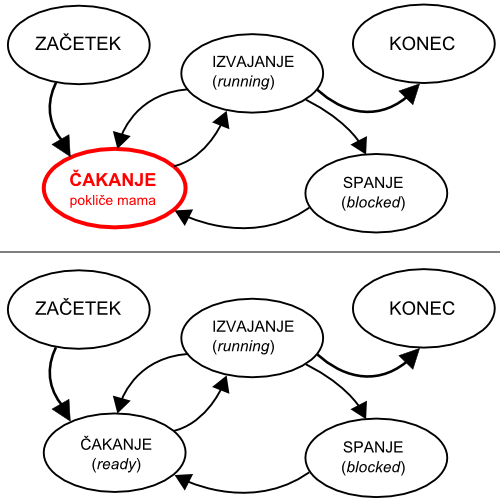 ZAČETEK
IZVAJANJE
(running)
KONEC
ČAKANJE
pokliče mama
SPANJE
(blocked)
ZAČETEK
IZVAJANJE
(running)
KONEC
ČAKANJE
(ready)
SPANJE
(blocked)